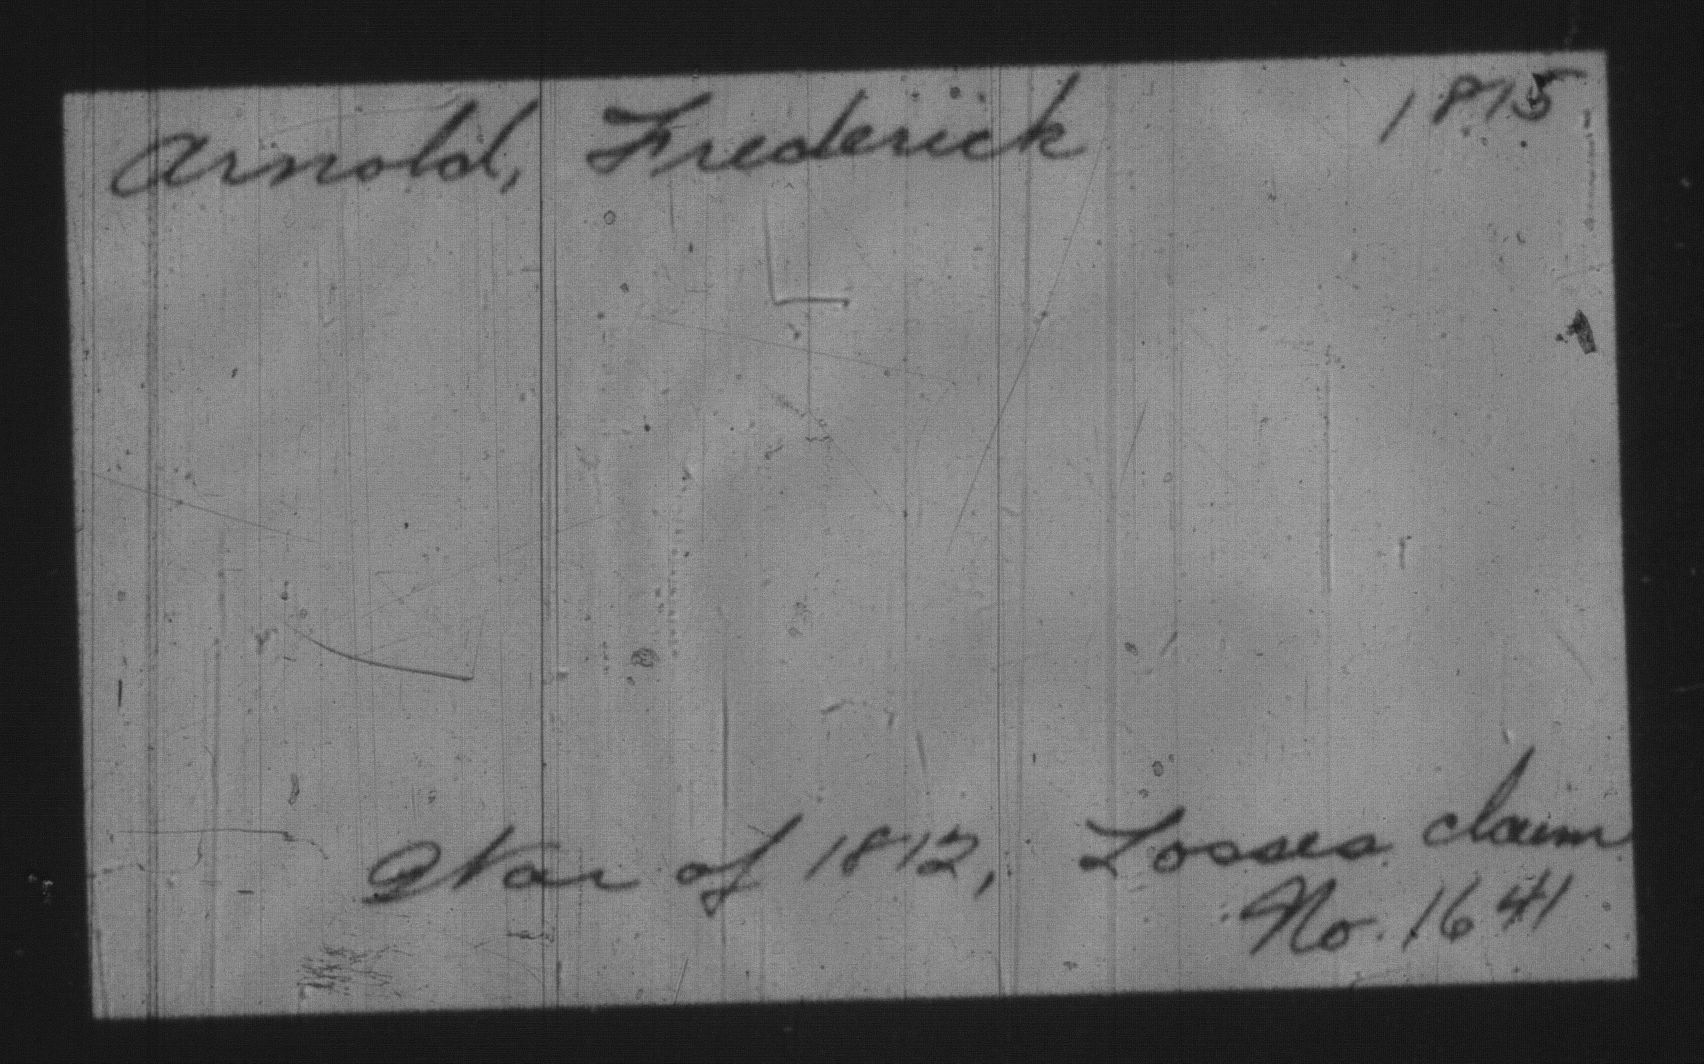 Arnold, Frederick 1815
War of 1812, Losses claim
No. 1641